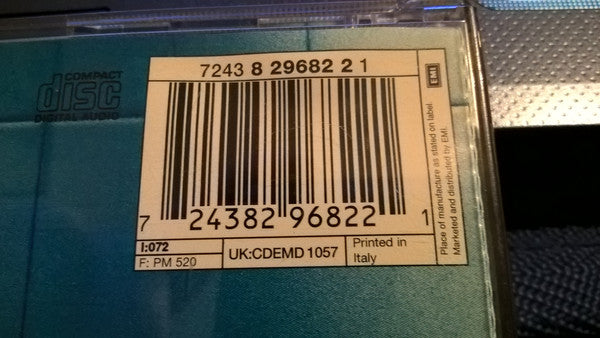 COMPACT
disc
DIGITAL AUDIO
7243 8 29682 2 1
7 24382 96822 1
I:072
F: PM 520
UK:CDEMD 1057
Printed in
Italy
EMI
Place of manufacture as stated on label.
Marketed and distributed by EMI.